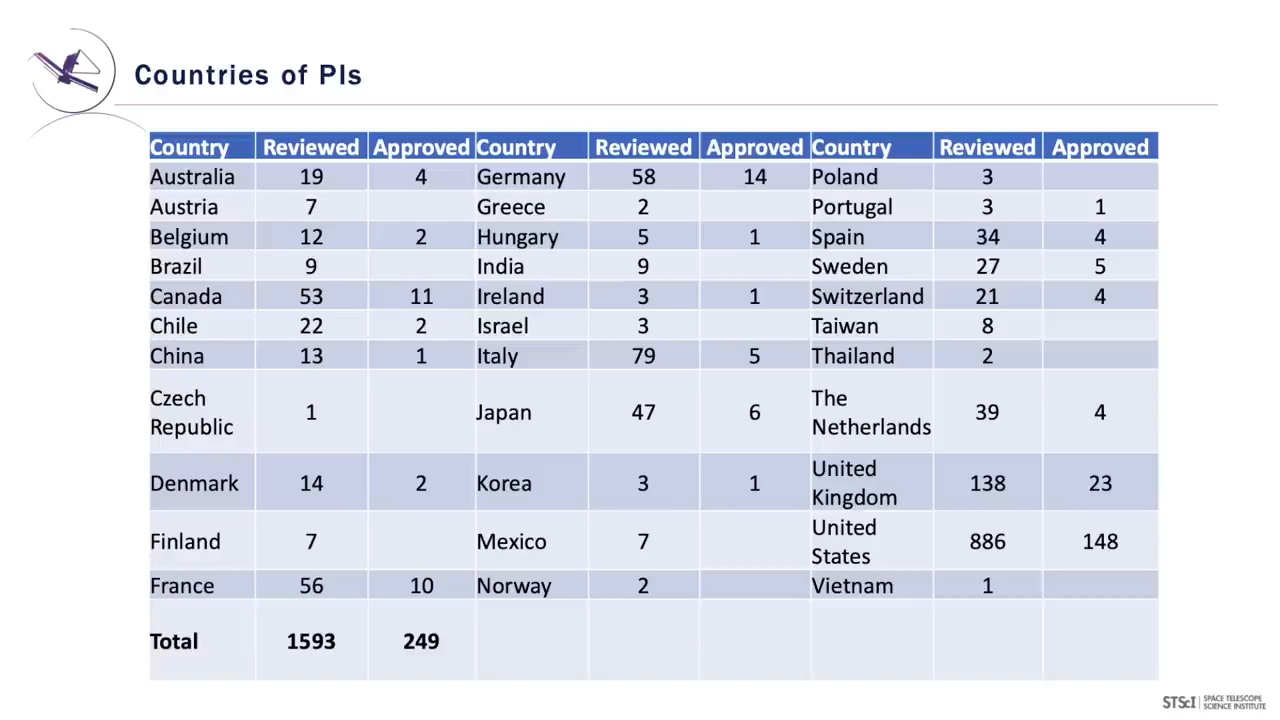 Countries of PIs
Country Reviewed Approved Country Reviewed Approved Country Reviewed Approved
Australia 19 4 Germany 58 14 Poland 3
Austria 7 Greece 2 Portugal 3 1
Belgium 12 2 Hungary 5 1 Spain 34 4
Brazil 9 India 9 Sweden 27 5
Canada 53 11 Ireland 3 1 Switzerland 21 4
Chile 22 2 Israel 3 Taiwan 8
China 13 1 Italy 79 5 Thailand 2
Czech Republic 1 Japan 47 6 The Netherlands 39 4
Denmark 14 2 Korea 3 1 United Kingdom 138 23
Finland 7 Mexico 7 United States 886 148
France 56 10 Norway 2 Vietnam 1
Total 1593 249
STScI | SPACE TELESCOPE
SCIENCE INSTITUTE